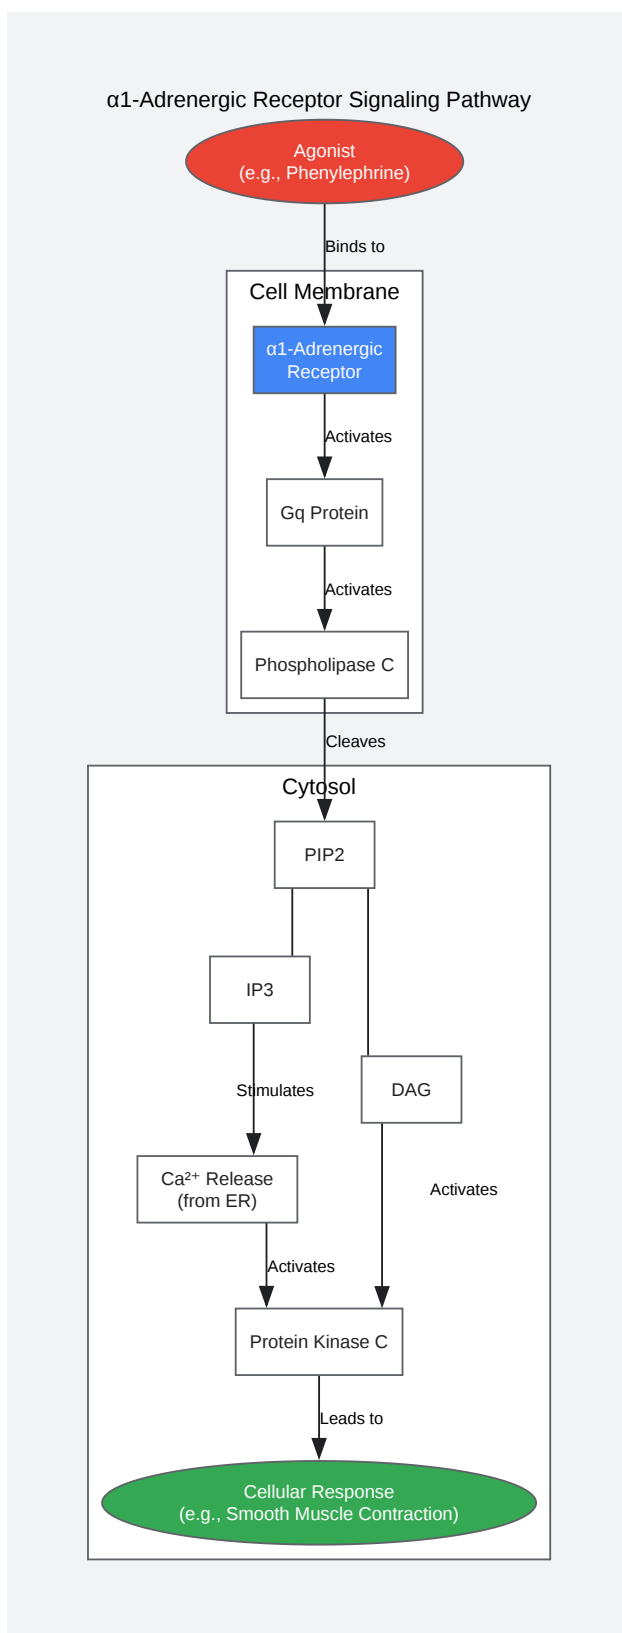 α1-Adrenergic Receptor Signaling Pathway
Agonist
(e.g., Phenylephrine)
Binds to
Cell Membrane
α1-Adrenergic
Receptor
Activates
Gq Protein
Activates
Phospholipase C
Cleaves
Cytosol
PIP2
IP3
DAG
Stimulates
Ca²⁺ Release
(from ER)
Activates
Activates
Protein Kinase C
Leads to
Cellular Response
(e.g., Smooth Muscle Contraction)